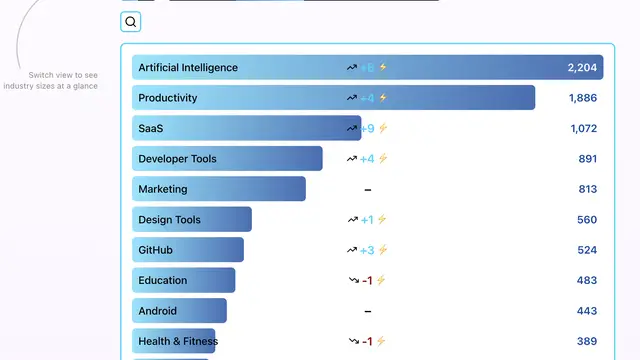 Switch view to see
industry sizes at a glance
Artificial Intelligence +8 2,204
Productivity +4 1,886
SaaS +9 1,072
Developer Tools +4 891
Marketing – 813
Design Tools +1 560
GitHub +3 524
Education -1 483
Android – 443
Health & Fitness -1 389